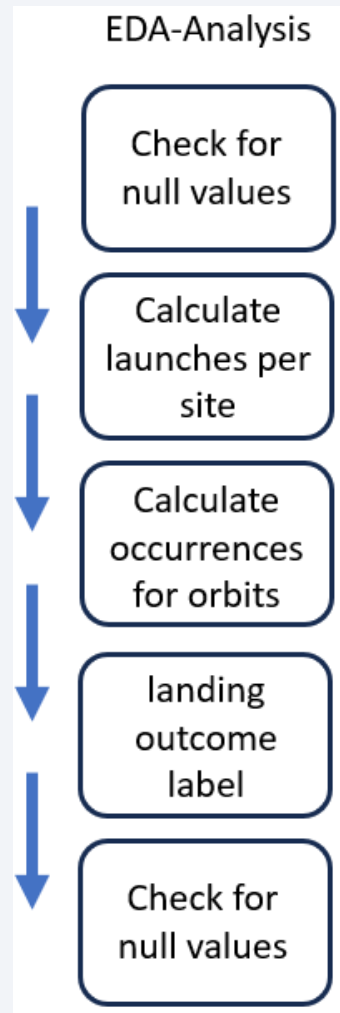 EDA-Analysis
Check for
null values
Calculate
launches per
site
Calculate
occurrences
for orbits
landing
outcome
label
Check for
null values